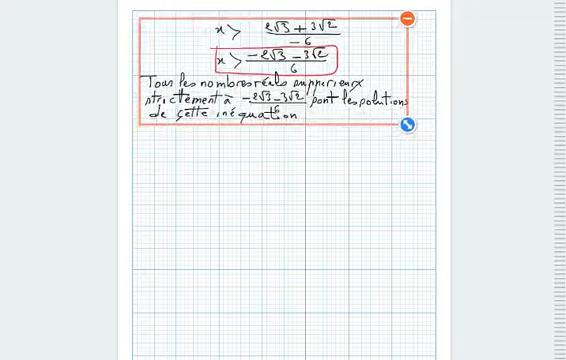 x > 2√3 + 3√2 / -6
x > -2√3 - 3√2 / 6
Tous les nombres réels supperieux
strictement à -2√3 - 3√2 / 6 sont les solutions
de cette inéquation